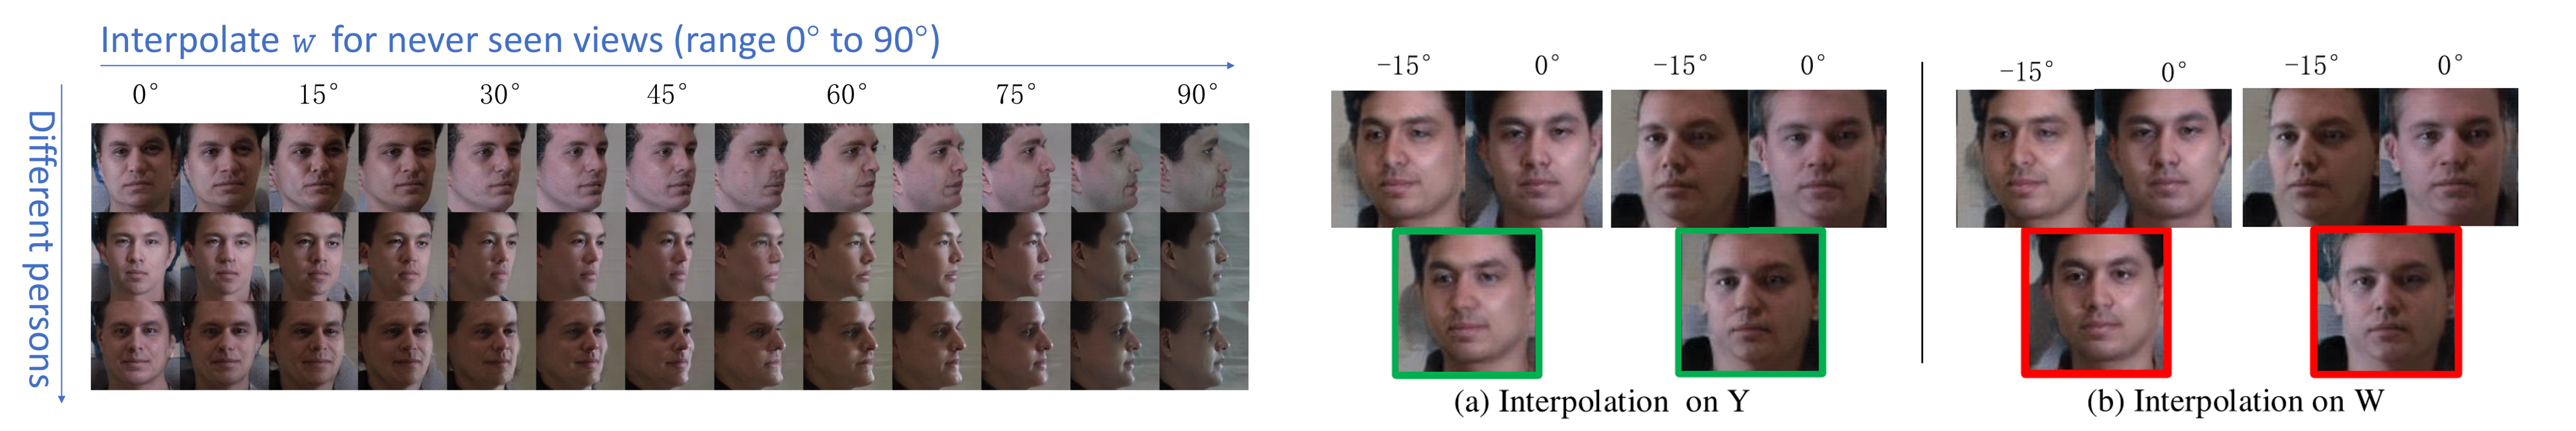 Interpolate w for never seen views (range 0° to 90°)
Different persons
0° 15° 30° 45° 60° 75° 90°
−15° 0° −15° 0°
−15° 0° −15° 0°
(a) Interpolation on Y
(b) Interpolation on W